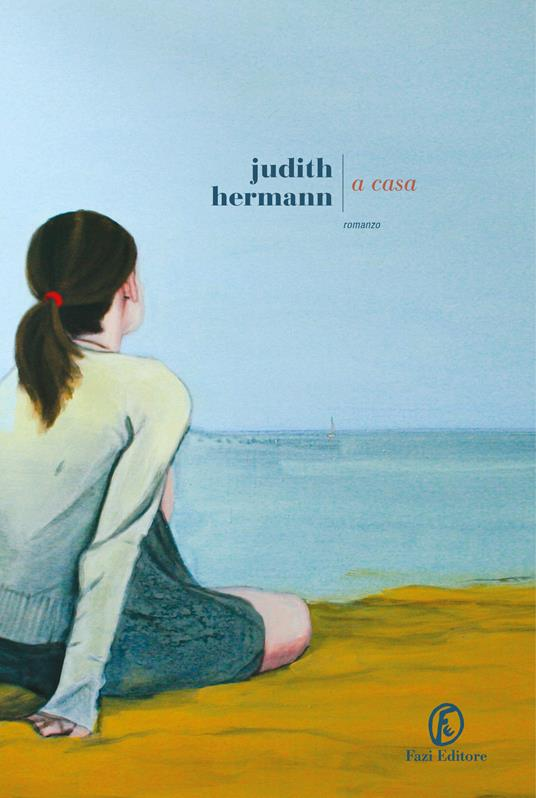 judith
hermann
a casa
romanzo
Fazi Editore